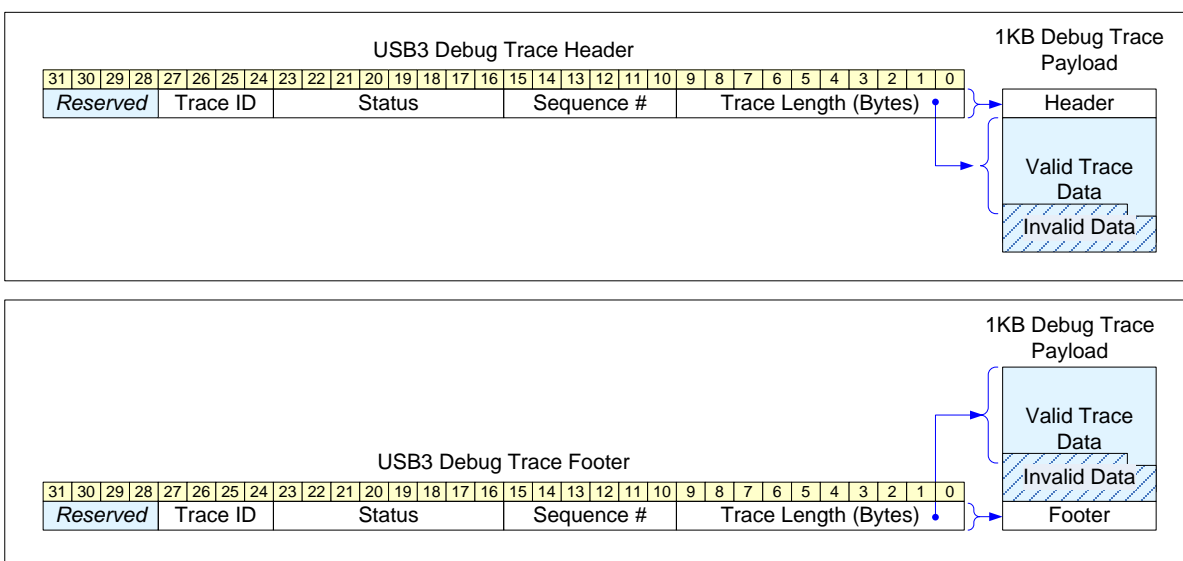 USB3 Debug Trace Header
1KB Debug Trace
Payload
31 30 29 28 27 26 25 24 23 22 21 20 19 18 17 16 15 14 13 12 11 10 9 8 7 6 5 4 3 2 1 0
Reserved Trace ID Status Sequence # Trace Length (Bytes)
Header
Valid Trace
Data
Invalid Data
1KB Debug Trace
Payload
Valid Trace
Data
Invalid Data
USB3 Debug Trace Footer
31 30 29 28 27 26 25 24 23 22 21 20 19 18 17 16 15 14 13 12 11 10 9 8 7 6 5 4 3 2 1 0
Reserved Trace ID Status Sequence # Trace Length (Bytes)
Footer